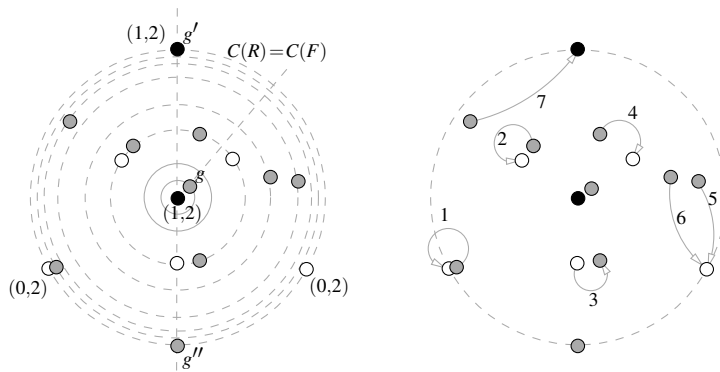 (1,2) g′
C(R)=C(F)
g
(1,2)
(0,2)
(0,2)
g″
7
2
4
1
6
5
3